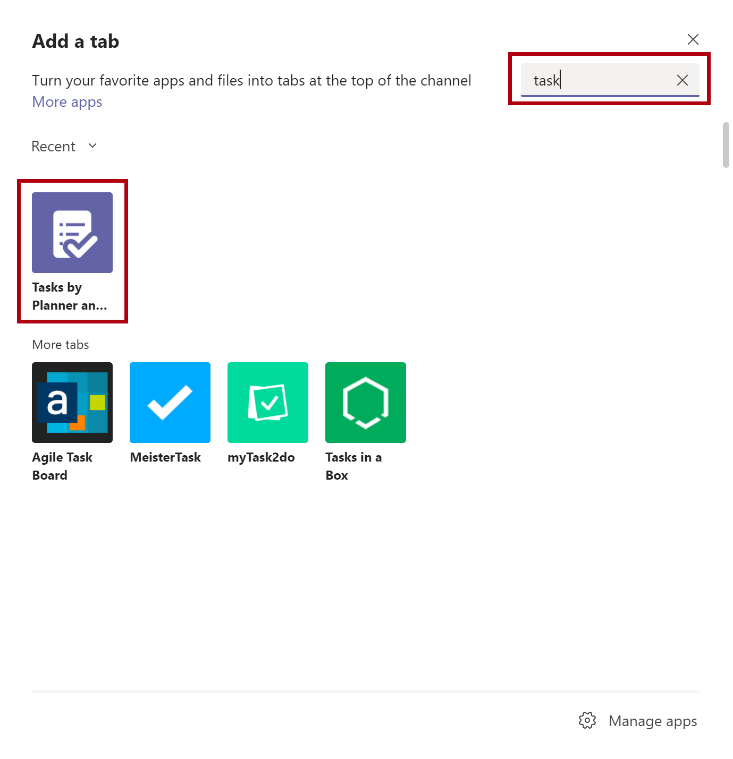 Add a tab
Turn your favorite apps and files into tabs at the top of the channel
More apps
task
Recent
Tasks by
Planner an...
More tabs
a
Agile Task
Board
MeisterTask
myTask2do
Tasks in a
Box
Manage apps